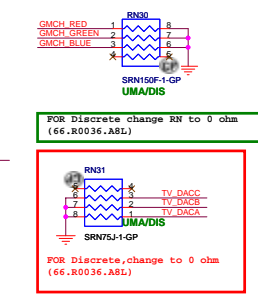 RN30
GMCH_RED 1 8
GMCH_GREEN 2 7
GMCH_BLUE 3 6
4 5
SRN150F-1-GP
UMA/DIS
FOR Discrete change RN to 0 ohm
(66.R0036.A8L)
RN31
5 4
6 3 TV_DACC
7 2 TV_DACB
8 1 TV_DACA
UMA/DIS
SRN75J-1-GP
FOR Discrete,change to 0 ohm
(66.R0036.A8L)